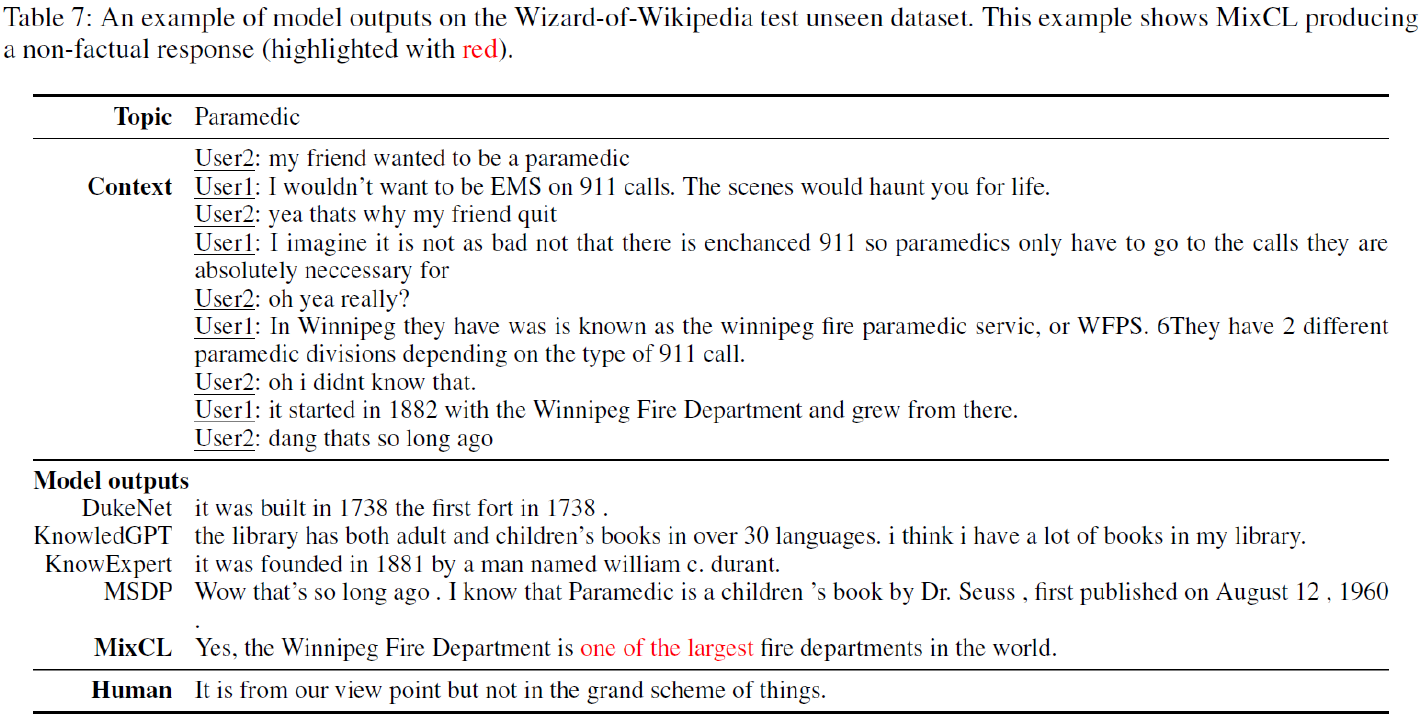 Table 7: An example of model outputs on the Wizard-of-Wikipedia test unseen dataset. This example shows MixCL producing
a non-factual response (highlighted with red).
Topic Paramedic
User2: my friend wanted to be a paramedic
Context User1: I wouldn't want to be EMS on 911 calls. The scenes would haunt you for life.
User2: yea thats why my friend quit
User1: I imagine it is not as bad not that there is enchanced 911 so paramedics only have to go to the calls they are
absolutely neccessary for
User2: oh yea really?
User1: In Winnipeg they have was is known as the winnipeg fire paramedic servic, or WFPS. 6They have 2 different
paramedic divisions depending on the type of 911 call.
User2: oh i didnt know that.
User1: it started in 1882 with the Winnipeg Fire Department and grew from there.
User2: dang thats so long ago
Model outputs
DukeNet it was built in 1738 the first fort in 1738 .
KnowledGPT the library has both adult and children's books in over 30 languages. i think i have a lot of books in my library.
KnowExpert it was founded in 1881 by a man named william c. durant.
MSDP Wow that's so long ago . I know that Paramedic is a children 's book by Dr. Seuss , first published on August 12 , 1960
.
MixCL Yes, the Winnipeg Fire Department is one of the largest fire departments in the world.
Human It is from our view point but not in the grand scheme of things.